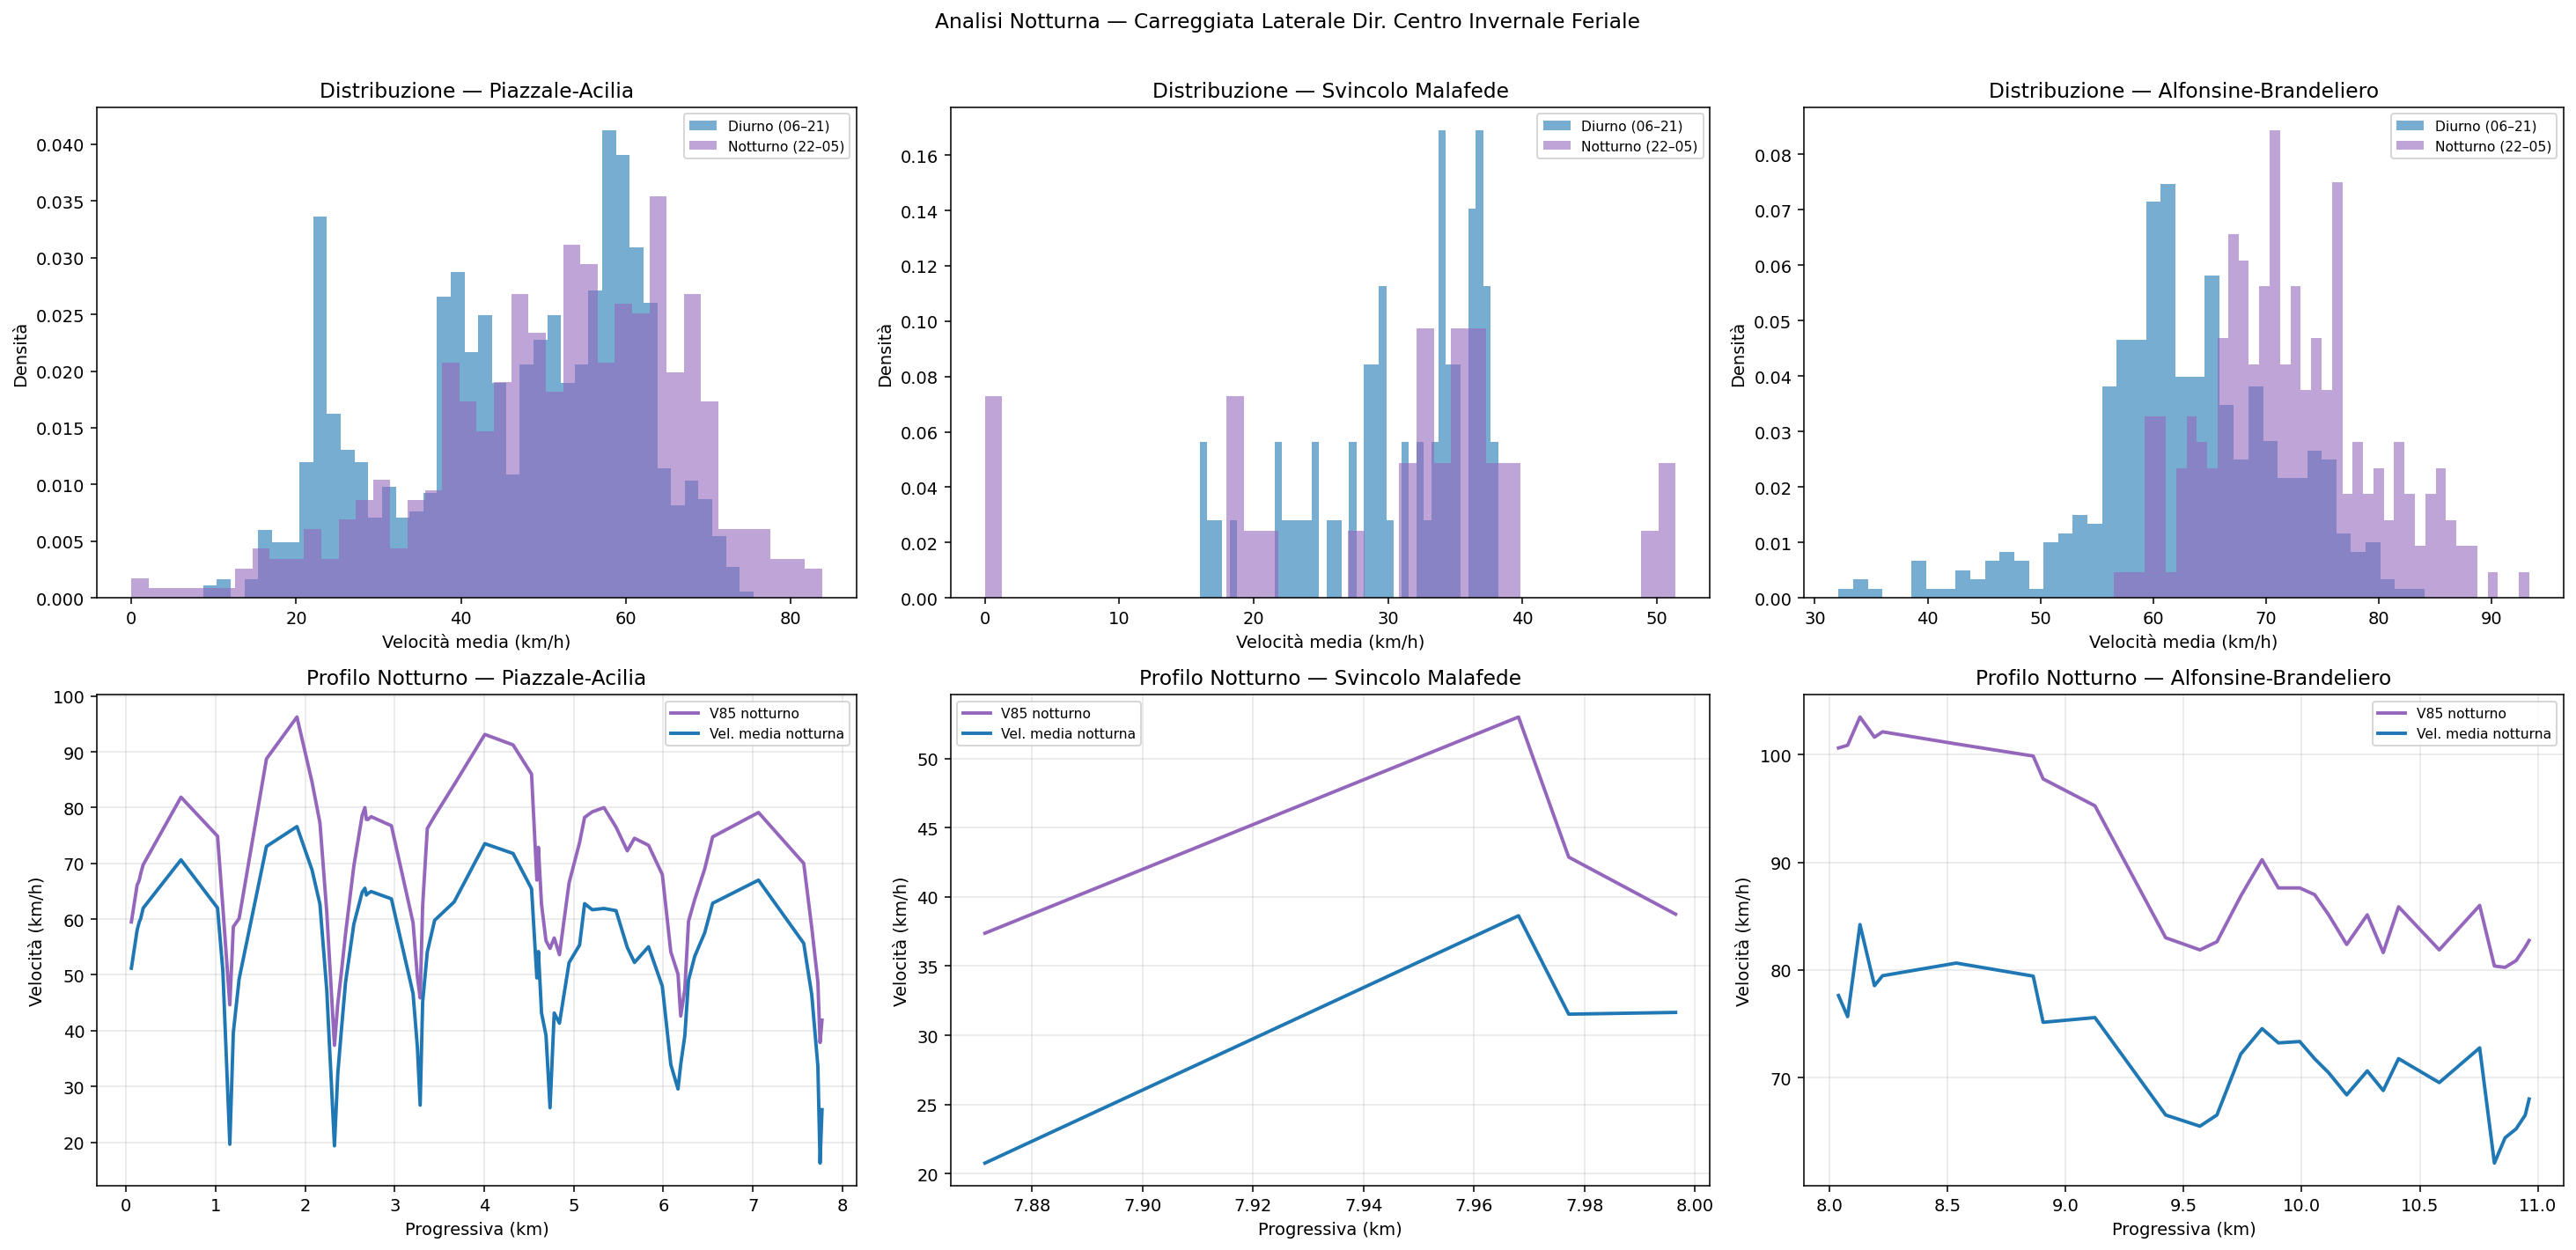 Analisi Notturna — Carreggiata Laterale Dir. Centro Invernale Feriale
Distribuzione — Piazzale-Acilia
Densità
0.040
0.035
0.030
0.025
0.020
0.015
0.010
0.005
0.000
Diurno (06–21)
Notturno (22–05)
0 20 40 60 80
Velocità media (km/h)
Distribuzione — Svincolo Malafede
Densità
0.16
0.14
0.12
0.10
0.08
0.06
0.04
0.02
0.00
Diurno (06–21)
Notturno (22–05)
0 10 20 30 40 50
Velocità media (km/h)
Distribuzione — Alfonsine-Brandeliero
Densità
0.08
0.07
0.06
0.05
0.04
0.03
0.02
0.01
0.00
Diurno (06–21)
Notturno (22–05)
30 40 50 60 70 80 90
Velocità media (km/h)
Profilo Notturno — Piazzale-Acilia
Velocità (km/h)
100
90
80
70
60
50
40
30
20
V85 notturno
Vel. media notturna
0 1 2 3 4 5 6 7 8
Progressiva (km)
Profilo Notturno — Svincolo Malafede
Velocità (km/h)
50
45
40
35
30
25
20
V85 notturno
Vel. media notturna
7.88 7.90 7.92 7.94 7.96 7.98 8.00
Progressiva (km)
Profilo Notturno — Alfonsine-Brandeliero
Velocità (km/h)
100
90
80
70
V85 notturno
Vel. media notturna
8.0 8.5 9.0 9.5 10.0 10.5 11.0
Progressiva (km)